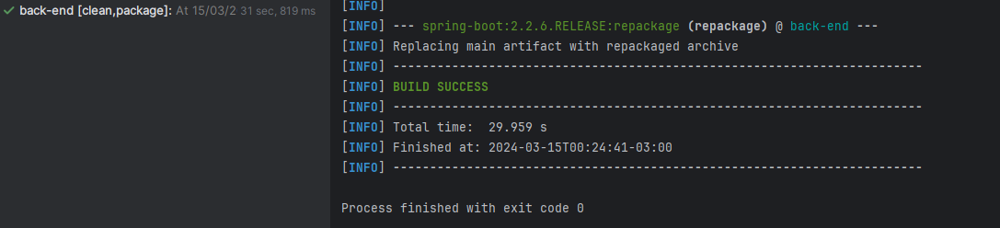 back-end [clean,package]: At 15/03/2 31 sec, 819 ms
[INFO]
[INFO] --- spring-boot:2.2.6.RELEASE:repackage (repackage) @ back-end ---
[INFO] Replacing main artifact with repackaged archive
[INFO] ------------------------------------------------------------------------
[INFO] BUILD SUCCESS
[INFO] ------------------------------------------------------------------------
[INFO] Total time:  29.959 s
[INFO] Finished at: 2024-03-15T00:24:41-03:00
[INFO] ------------------------------------------------------------------------
Process finished with exit code 0